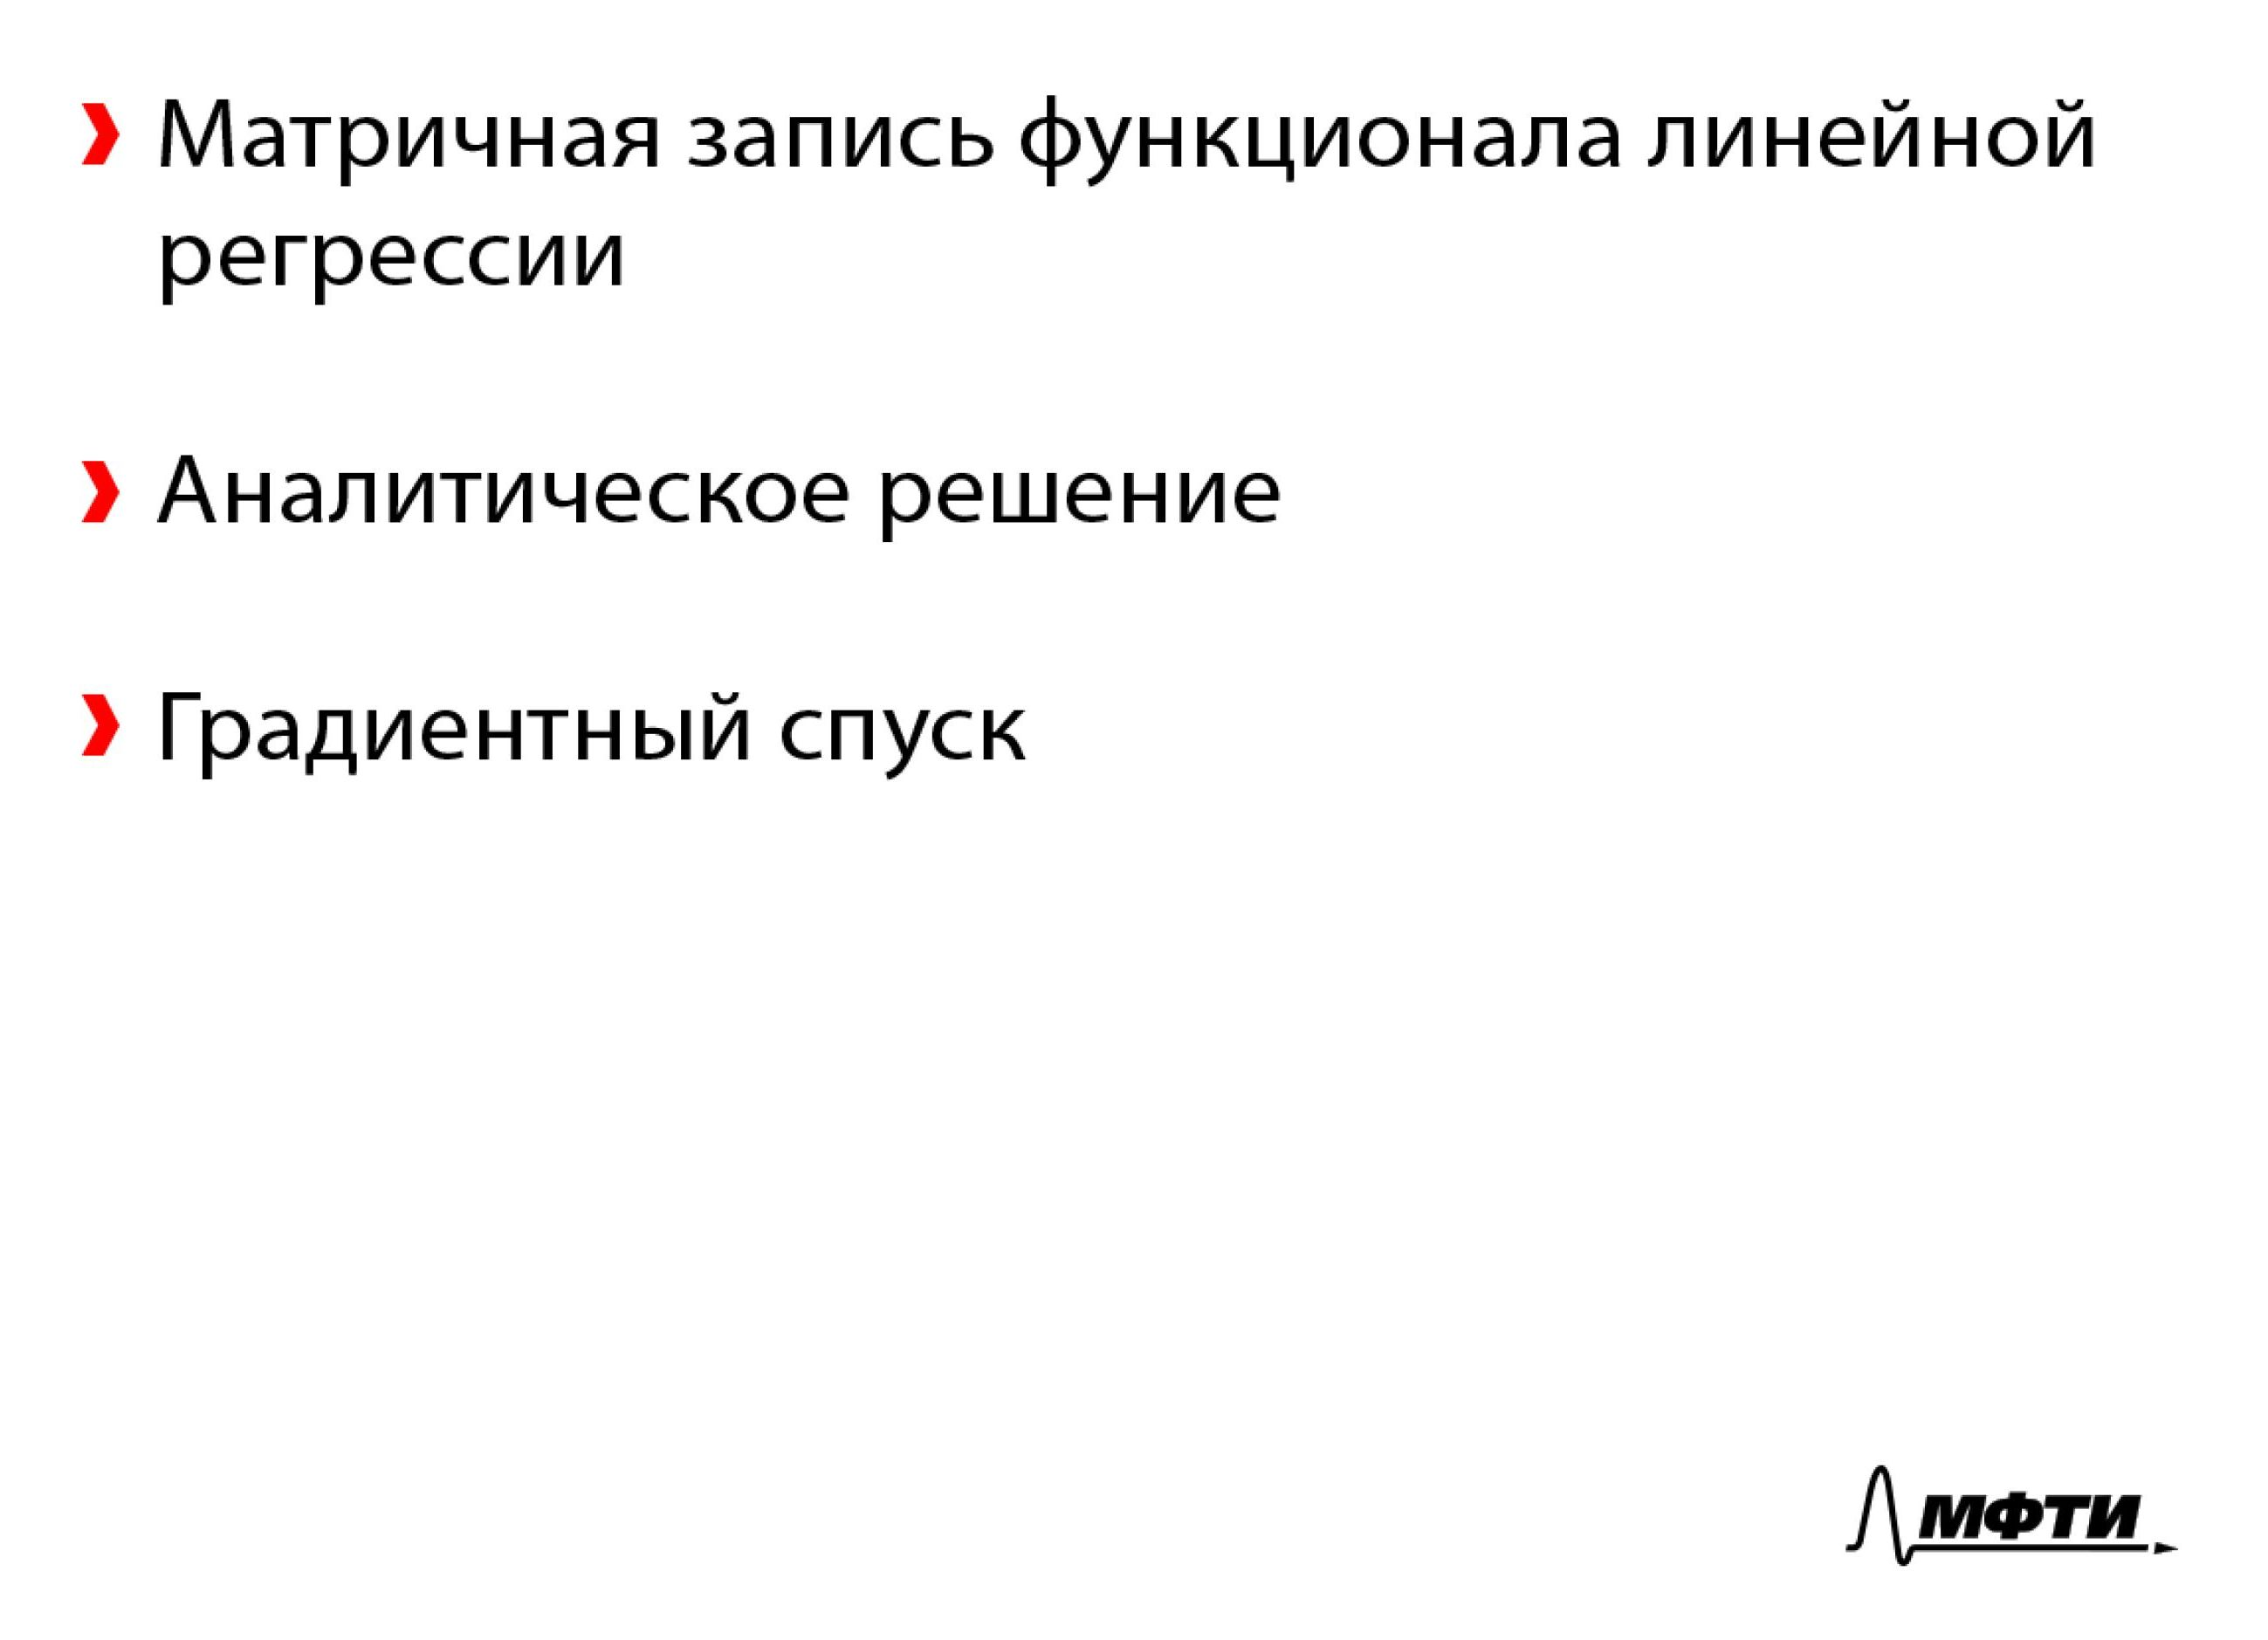 Матричная запись функционала линейной
регрессии
Аналитическое решение
Градиентный спуск
МФТИ